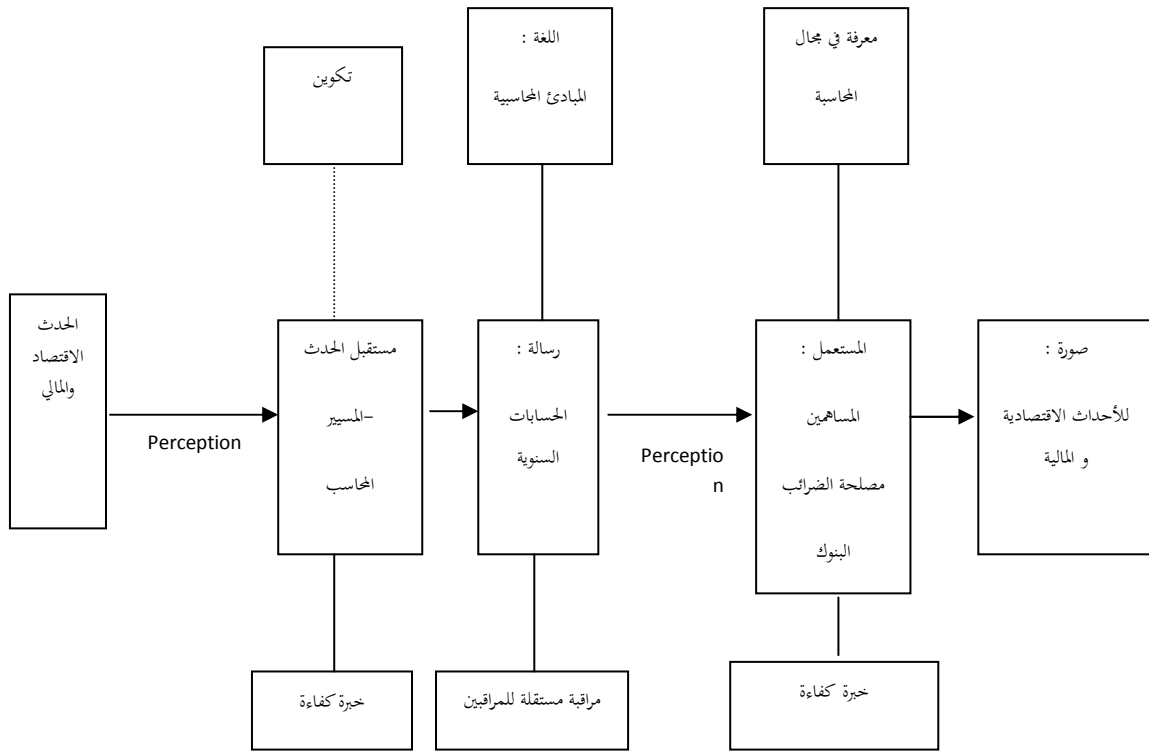 معرفة في مجال
المحاسبة
اللغة :
المبادئ المحاسبية
تكوين
الحدث
الاقتصاد
والمالي
Perception
مستقبل الحدث
–المسيير
المحاسب
رسالة :
الحسابات
السنوية
Perceptio
n
المستعمل :
المساهمين
مصلحة الضرائب
البنوك
صورة :
للأحداث الاقتصادية
و المالية
خبرة كفاءة
مراقبة مستقلة للمراقبين
خبرة كفاءة